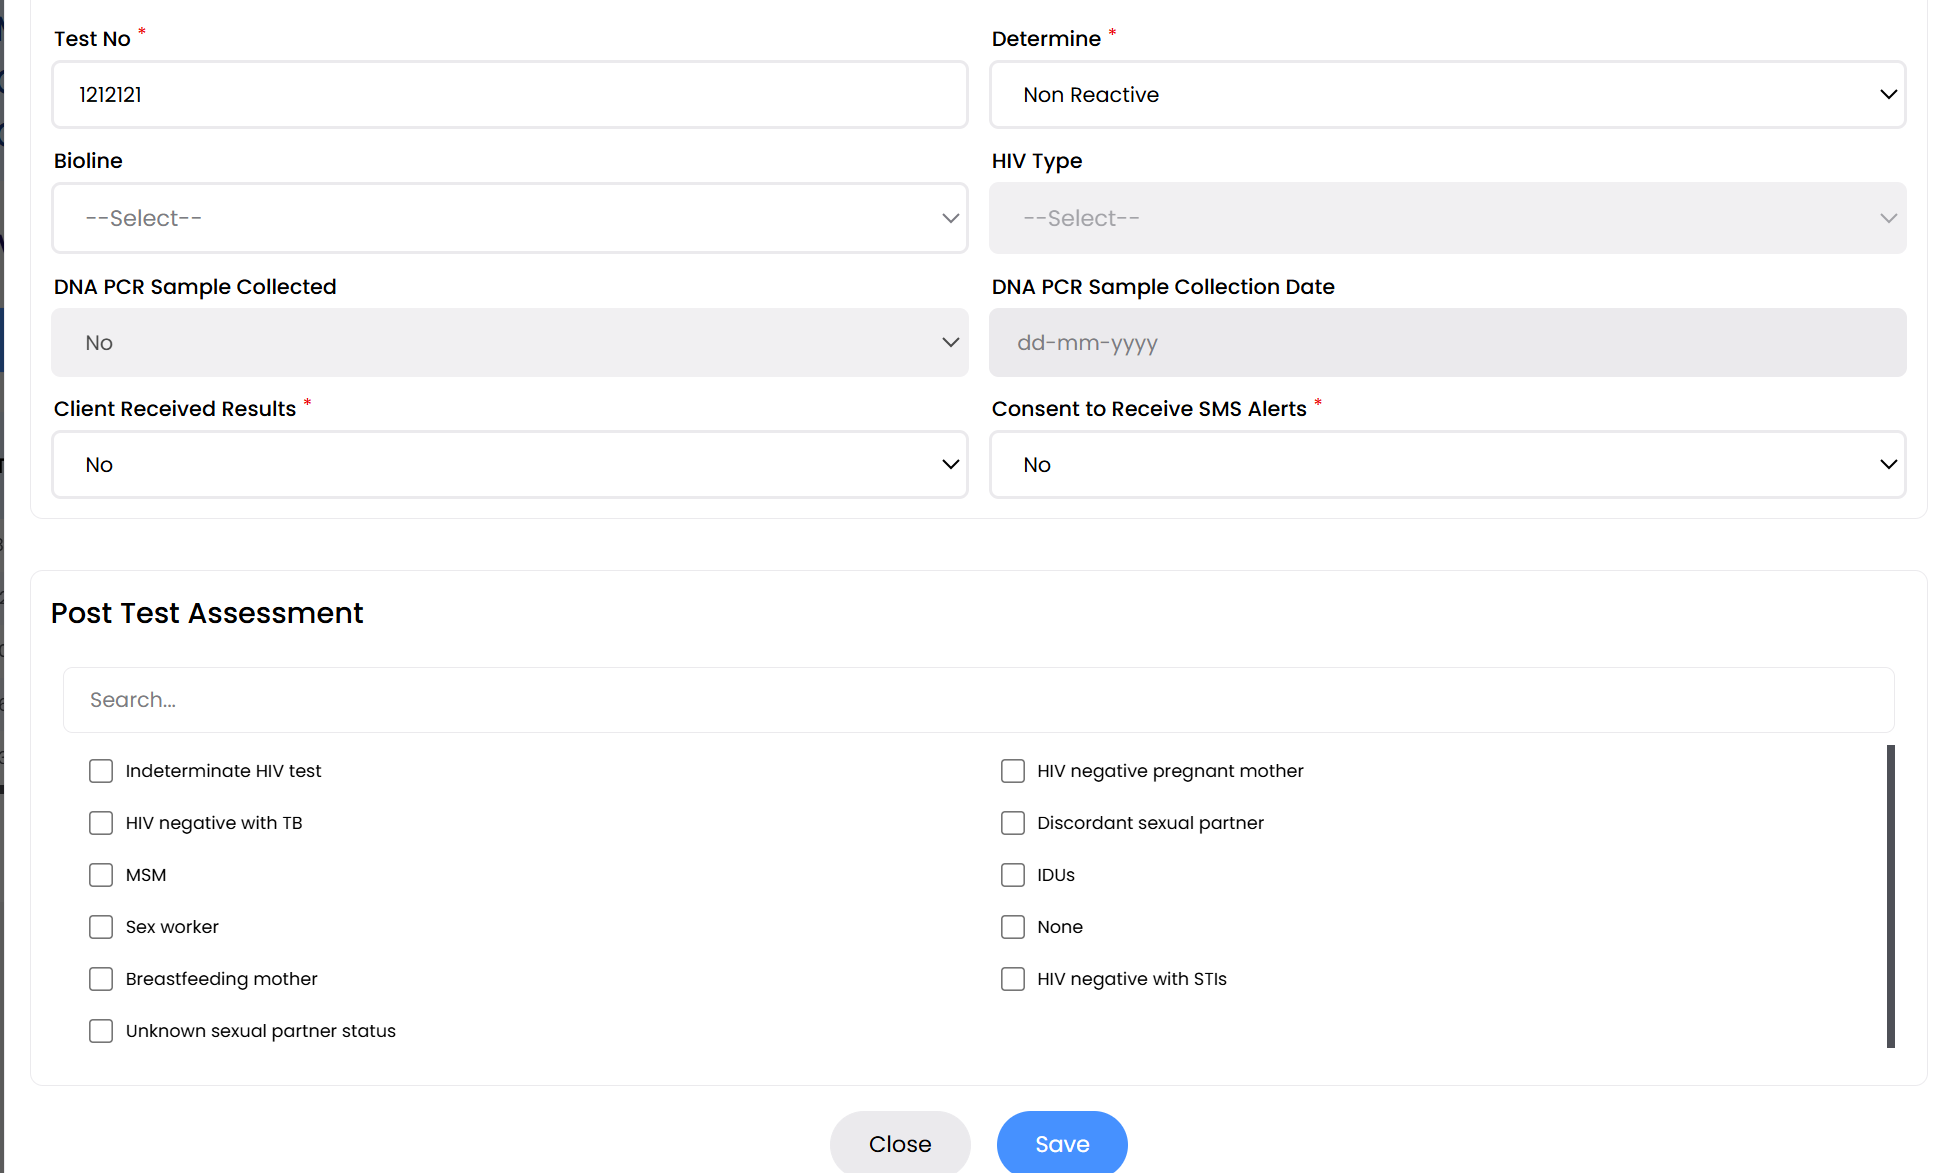 Test No *
Determine *
1212121
Non Reactive
Bioline
HIV Type
--Select--
--Select--
DNA PCR Sample Collected
DNA PCR Sample Collection Date
No
dd-mm-yyyy
Client Received Results *
Consent to Receive SMS Alerts *
No
No
Post Test Assessment
Search...
Indeterminate HIV test
HIV negative pregnant mother
HIV negative with TB
Discordant sexual partner
MSM
IDUs
Sex worker
None
Breastfeeding mother
HIV negative with STIs
Unknown sexual partner status
Close
Save